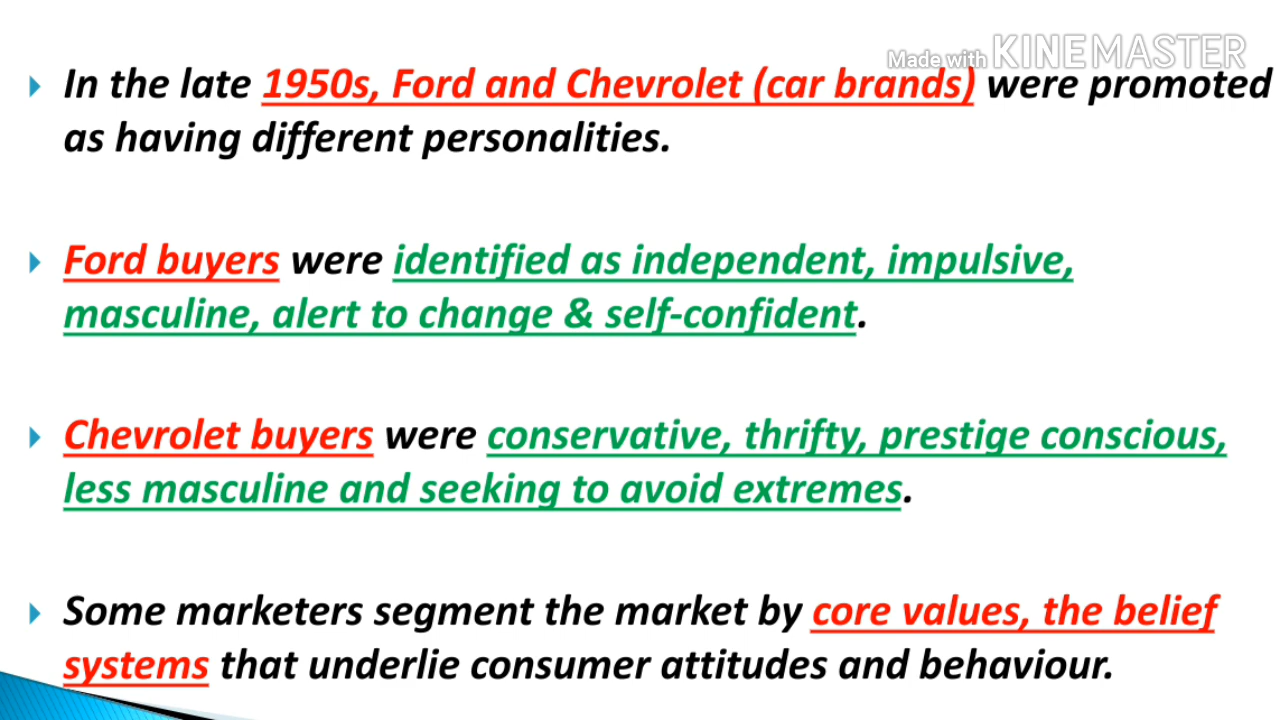 Made with KINEMASTER
In the late 1950s, Ford and Chevrolet (car brands) were promoted
as having different personalities.
Ford buyers were identified as independent, impulsive,
masculine, alert to change & self-confident.
Chevrolet buyers were conservative, thrifty, prestige conscious,
less masculine and seeking to avoid extremes.
Some marketers segment the market by core values, the belief
systems that underlie consumer attitudes and behaviour.